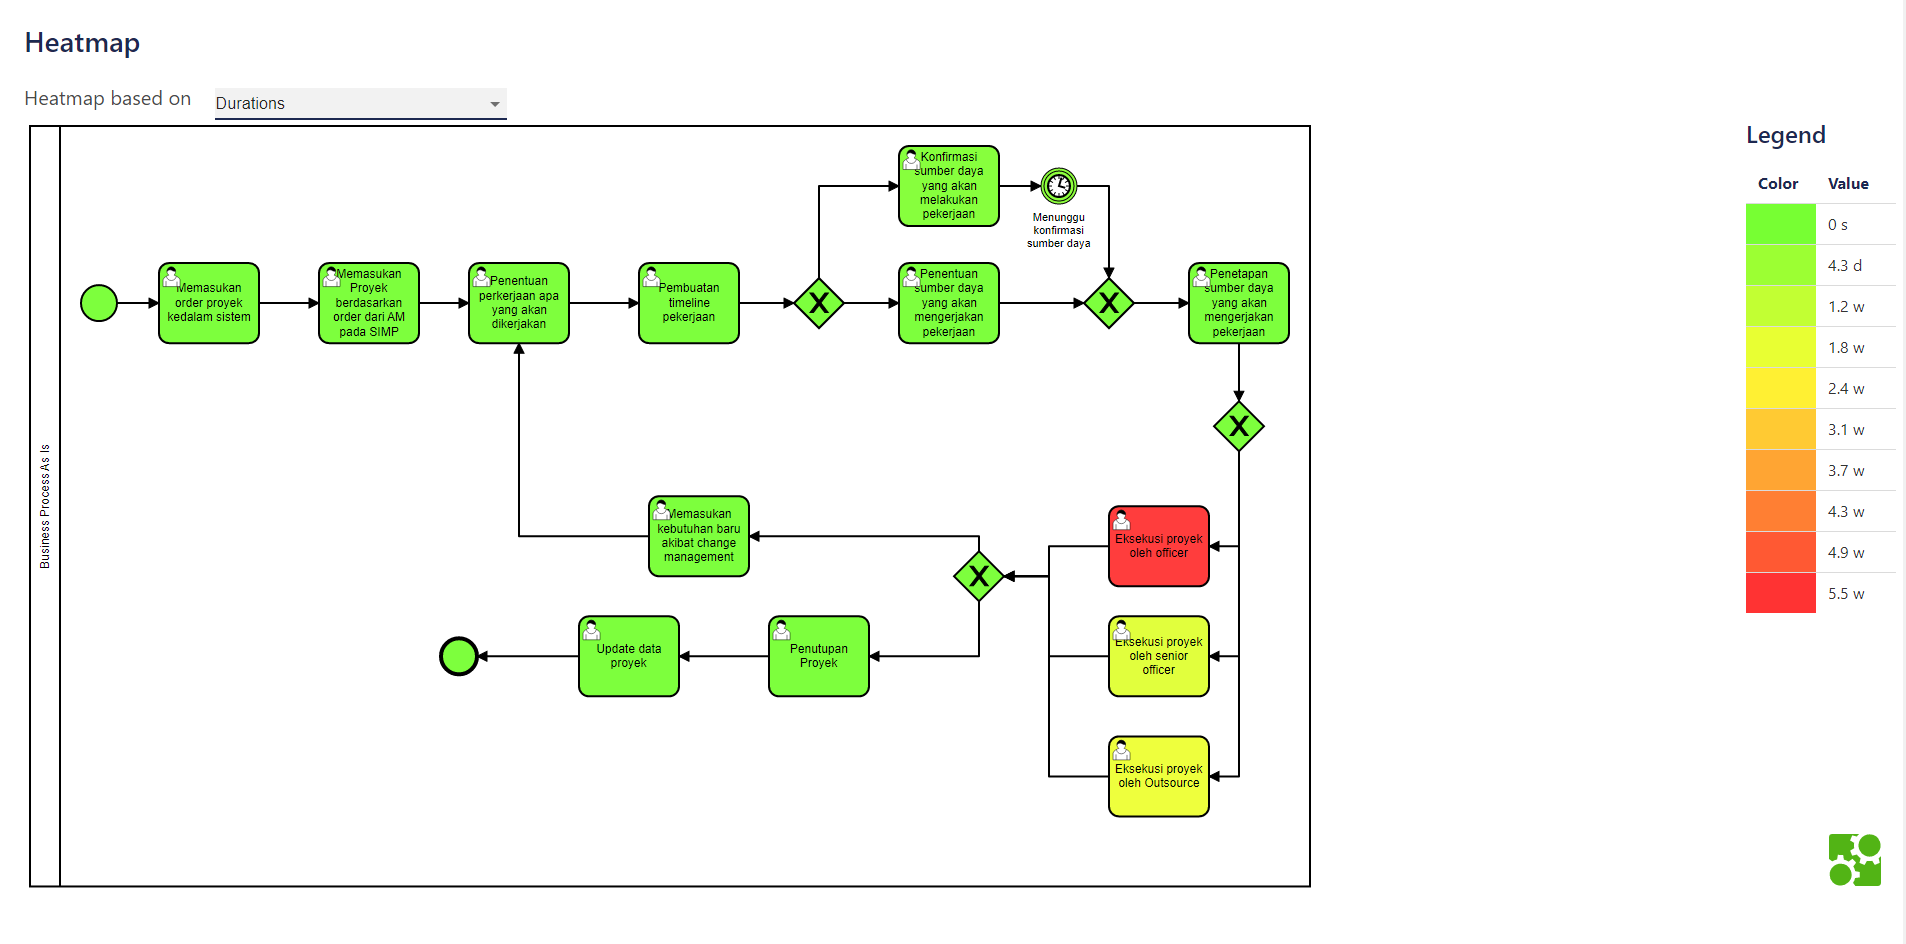 Heatmap
Heatmap based on
Durations
Business Process As Is
Memasukan
order proyek
kedalam sistem
Memasukan
Proyek
berdasarkan
order dari AM
pada SIMP
Penentuan
perkerjaan apa
yang akan
dikerjakan
Pembuatan
timeline
pekerjaan
X
Konfirmasi
sumber daya
yang akan
melakukan
pekerjaan
Menunggu
konfirmasi
sumber daya
Penentuan
sumber daya
yang akan
mengerjakan
pekerjaan
X
Penetapan
sumber daya
yang akan
mengerjakan
pekerjaan
X
Memasukan
kebutuhan baru
akibat change
management
X
Eksekusi proyek
oleh officer
Update data
proyek
Penutupan
Proyek
Eksekusi proyek
oleh senior
officer
Eksekusi proyek
oleh Outsource
Legend
Color Value
0 s
4.3 d
1.2 w
1.8 w
2.4 w
3.1 w
3.7 w
4.3 w
4.9 w
5.5 w